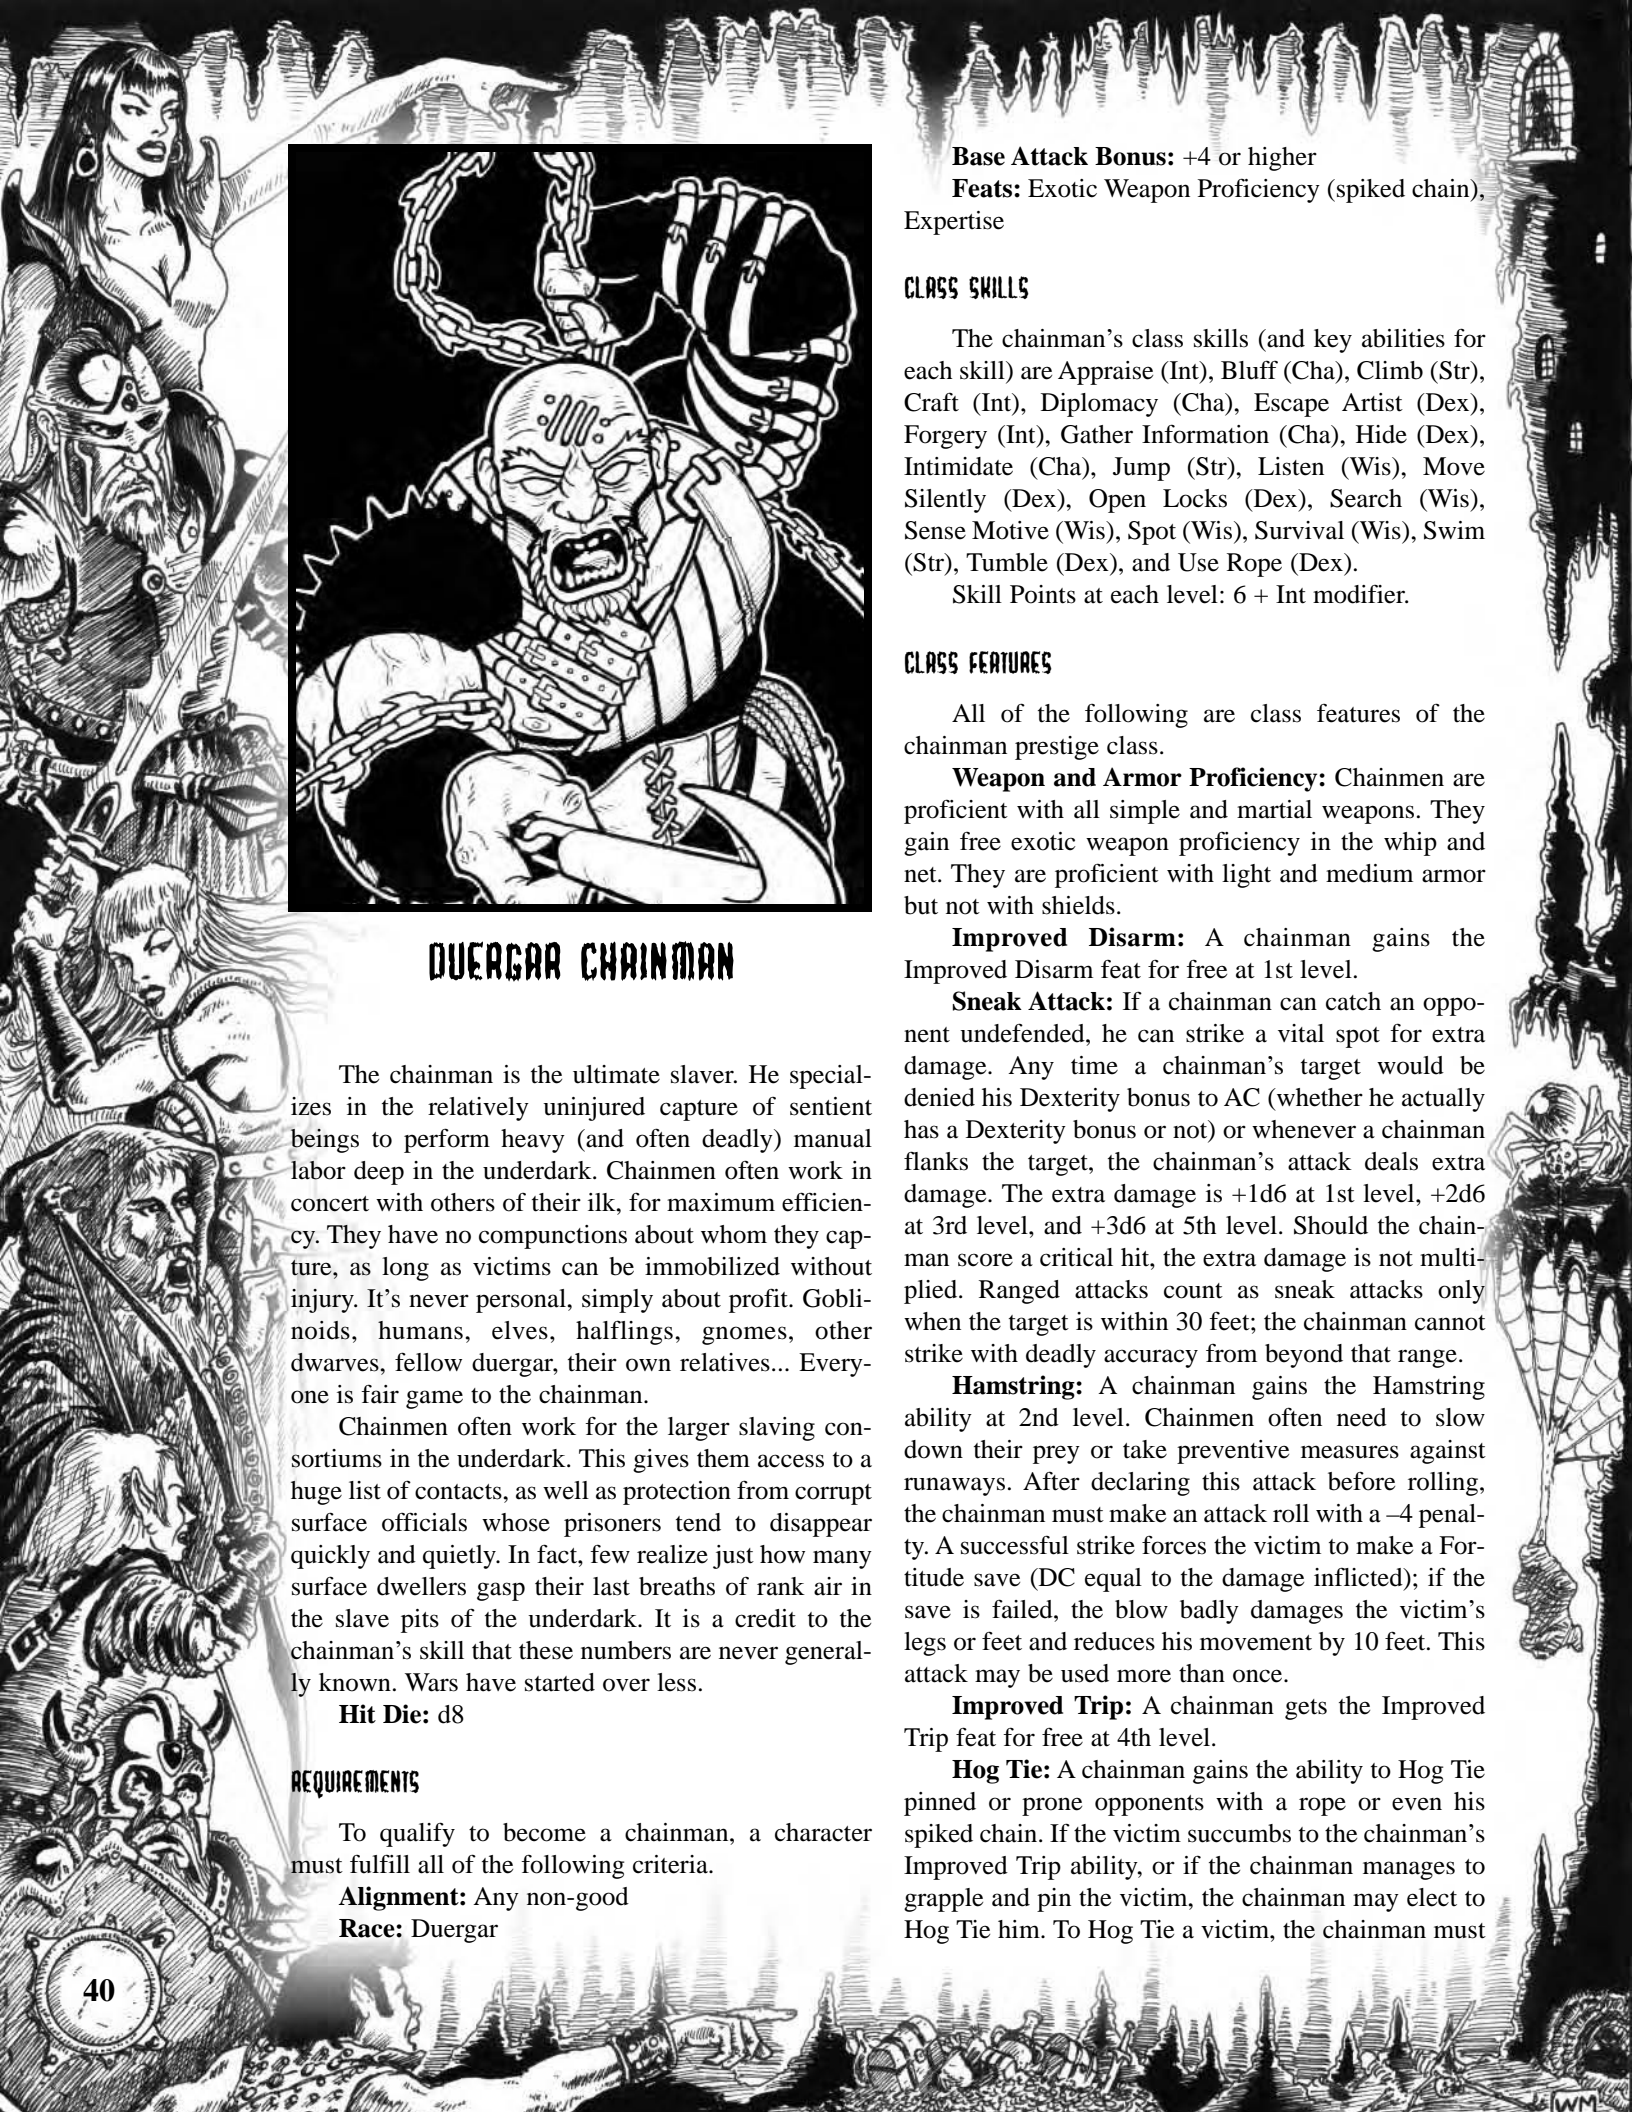 DUERGAR CHAINMAN
The chainman is the ultimate slaver. He special-
izes in the relatively uninjured capture of sentient
beings to perform heavy (and often deadly) manual
labor deep in the underdark. Chainmen often work in
concert with others of their ilk, for maximum efficien-
cy. They have no compunctions about whom they cap-
ture, as long as victims can be immobilized without
injury. It's never personal, simply about profit. Gobli-
noids, humans, elves, halflings, gnomes, other
dwarves, fellow duergar, their own relatives... Every-
one is fair game to the chainman.
Chainmen often work for the larger slaving con-
sortiums in the underdark. This gives them access to a
huge list of contacts, as well as protection from corrupt
surface officials whose prisoners tend to disappear
quickly and quietly. In fact, few realize just how many
surface dwellers gasp their last breaths of rank air in
the slave pits of the underdark. It is a credit to the
chainman's skill that these numbers are never general-
ly known. Wars have started over less.
Hit Die: d8
REQUIREMENTS
To qualify to become a chainman, a character
must fulfill all of the following criteria.
Alignment: Any non-good
Race: Duergar
Base Attack Bonus: +4 or higher
Feats: Exotic Weapon Proficiency (spiked chain),
Expertise
CLASS SKILLS
The chainman's class skills (and key abilities for
each skill) are Appraise (Int), Bluff (Cha), Climb (Str),
Craft (Int), Diplomacy (Cha), Escape Artist (Dex),
Forgery (Int), Gather Information (Cha), Hide (Dex),
Intimidate (Cha), Jump (Str), Listen (Wis), Move
Silently (Dex), Open Locks (Dex), Search (Wis),
Sense Motive (Wis), Spot (Wis), Survival (Wis), Swim
(Str), Tumble (Dex), and Use Rope (Dex).
Skill Points at each level: 6 + Int modifier.
CLASS FEATURES
All of the following are class features of the
chainman prestige class.
Weapon and Armor Proficiency: Chainmen are
proficient with all simple and martial weapons. They
gain free exotic weapon proficiency in the whip and
net. They are proficient with light and medium armor
but not with shields.
Improved Disarm: A chainman gains the
Improved Disarm feat for free at 1st level.
Sneak Attack: If a chainman can catch an oppo-
nent undefended, he can strike a vital spot for extra
damage. Any time a chainman's target would be
denied his Dexterity bonus to AC (whether he actually
has a Dexterity bonus or not) or whenever a chainman
flanks the target, the chainman's attack deals extra
damage. The extra damage is +1d6 at 1st level, +2d6
at 3rd level, and +3d6 at 5th level. Should the chain-
man score a critical hit, the extra damage is not multi-
plied. Ranged attacks count as sneak attacks only
when the target is within 30 feet; the chainman cannot
strike with deadly accuracy from beyond that range.
Hamstring: A chainman gains the Hamstring
ability at 2nd level. Chainmen often need to slow
down their prey or take preventive measures against
runaways. After declaring this attack before rolling,
the chainman must make an attack roll with a –4 penal-
ty. A successful strike forces the victim to make a For-
titude save (DC equal to the damage inflicted); if the
save is failed, the blow badly damages the victim's
legs or feet and reduces his movement by 10 feet. This
attack may be used more than once.
Improved Trip: A chainman gets the Improved
Trip feat for free at 4th level.
Hog Tie: A chainman gains the ability to Hog Tie
pinned or prone opponents with a rope or even his
spiked chain. If the victim succumbs to the chainman's
Improved Trip ability, or if the chainman manages to
grapple and pin the victim, the chainman may elect to
Hog Tie him. To Hog Tie a victim, the chainman must
40
WM